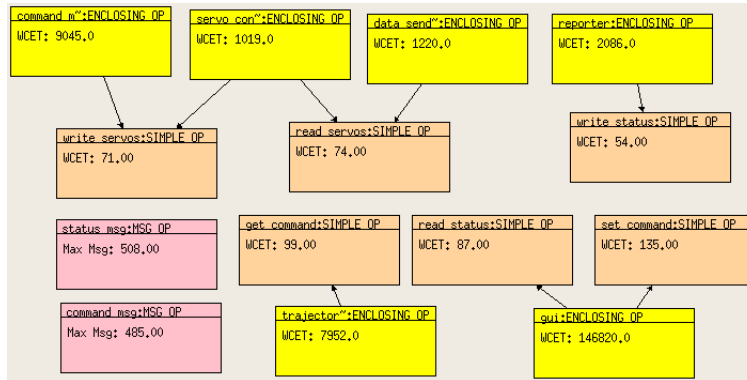 command m~:ENCLOSING OP
WCET: 9045.0
servo con~:ENCLOSING OP
WCET: 1019.0
data send~:ENCLOSING OP
WCET: 1220.0
reporter:ENCLOSING OP
WCET: 2086.0
write servos:SIMPLE OP
WCET: 71.00
read servos:SIMPLE OP
WCET: 74.00
write status:SIMPLE OP
WCET: 54.00
status msg:MSG OP
Max Msg: 508.00
get command:SIMPLE OP
WCET: 99.00
read status:SIMPLE OP
WCET: 87.00
set command:SIMPLE OP
WCET: 135.00
command msg:MSG OP
Max Msg: 485.00
trajector~:ENCLOSING OP
WCET: 7952.0
gui:ENCLOSING OP
WCET: 146820.0